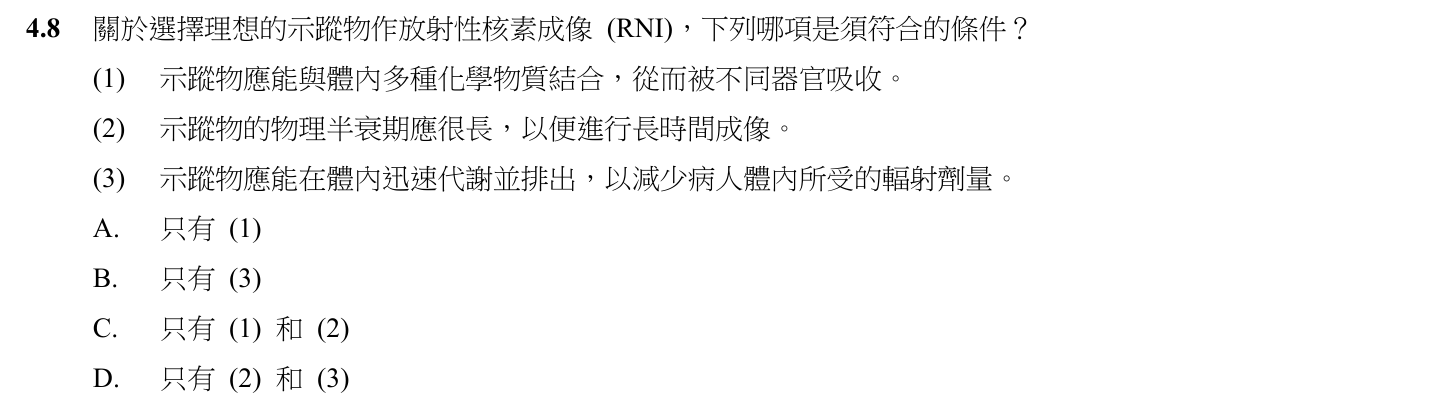 4.8 關於選擇理想的示蹤物作放射性核素成像 (RNI)，下列哪項是須符合的條件？
(1) 示蹤物應能與體內多種化學物質結合，從而被不同器官吸收。
(2) 示蹤物的物理半衰期應很長，以便進行長時間成像。
(3) 示蹤物應能在體內迅速代謝並排出，以減少病人體內所受的輻射劑量。
A. 只有 (1)
B. 只有 (3)
C. 只有 (1) 和 (2)
D. 只有 (2) 和 (3)